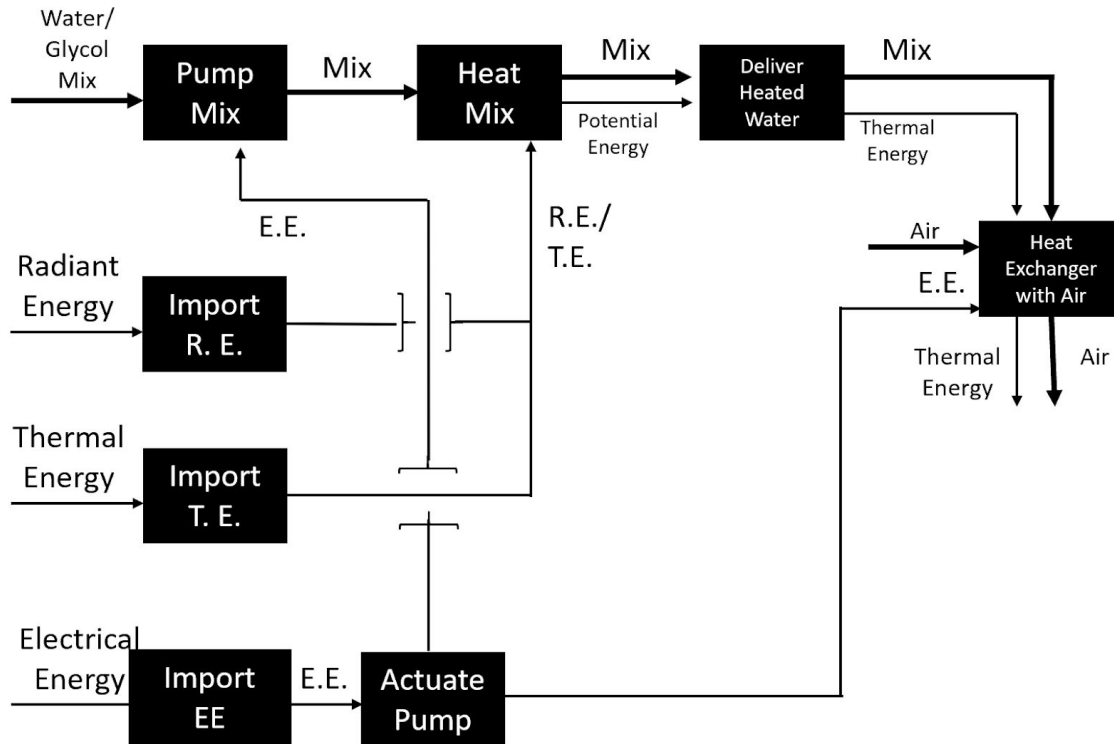 Water/
Glycol
Mix
Pump
Mix
Mix
Heat
Mix
Mix
Potential
Energy
Deliver
Heated
Water
Mix
Thermal
Energy
E.E.
R.E./
T.E.
Air
E.E.
Heat
Exchanger
with Air
Thermal
Energy
Air
Radiant
Energy
Import
R. E.
Thermal
Energy
Import
T. E.
Electrical
Energy
Import
EE
E.E.
Actuate
Pump